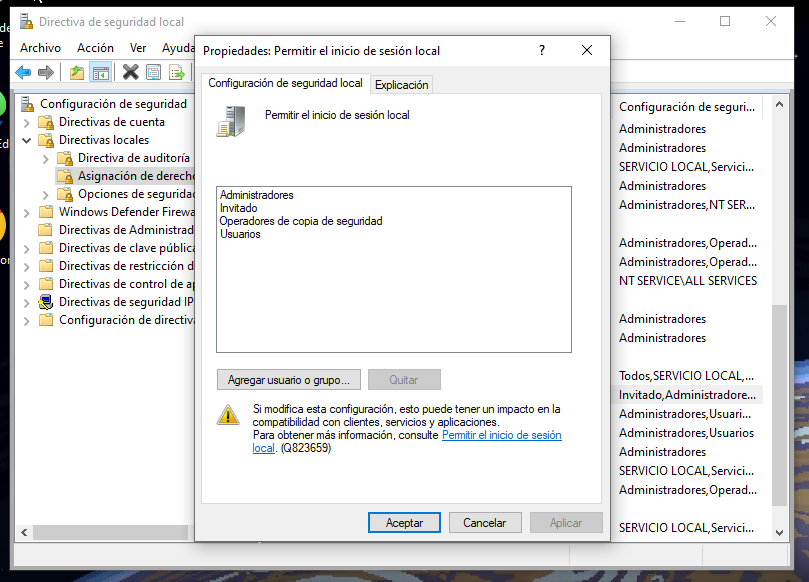 Directiva de seguridad local
Archivo Acción Ver Ayuda
Configuración de seguridad
Directivas de cuenta
Directivas locales
Directiva de auditoría
Asignación de derecho
Opciones de seguridad
Windows Defender Firewa
Directivas de Administrad
Directivas de clave pública
Directivas de restricción d
Directivas de control de ap
Directivas de seguridad IP
Configuración de directiva
Propiedades: Permitir el inicio de sesión local
?
Configuración de seguridad local
Explicación
Permitir el inicio de sesión local
Administradores
Invitado
Operadores de copia de seguridad
Usuarios
Agregar usuario o grupo...
Quitar
Si modifica esta configuración, esto puede tener un impacto en la
compatibilidad con clientes, servicios y aplicaciones.
Para obtener más información, consulte Permitir el inicio de sesión
local. (Q823659)
Aceptar
Cancelar
Aplicar
Configuración de seguri...
Administradores
Administradores
SERVICIO LOCAL,Servici...
Administradores
Administradores,NT SER...
Administradores,Operad...
Administradores,Operad...
NT SERVICE\ALL SERVICES
Administradores
Administradores
Todos,SERVICIO LOCAL,...
Invitado,Administradore...
Administradores,Usuari...
Administradores,Usuarios
Administradores
SERVICIO LOCAL,Servici...
Administradores,Operad...
SERVICIO LOCAL,Servici...